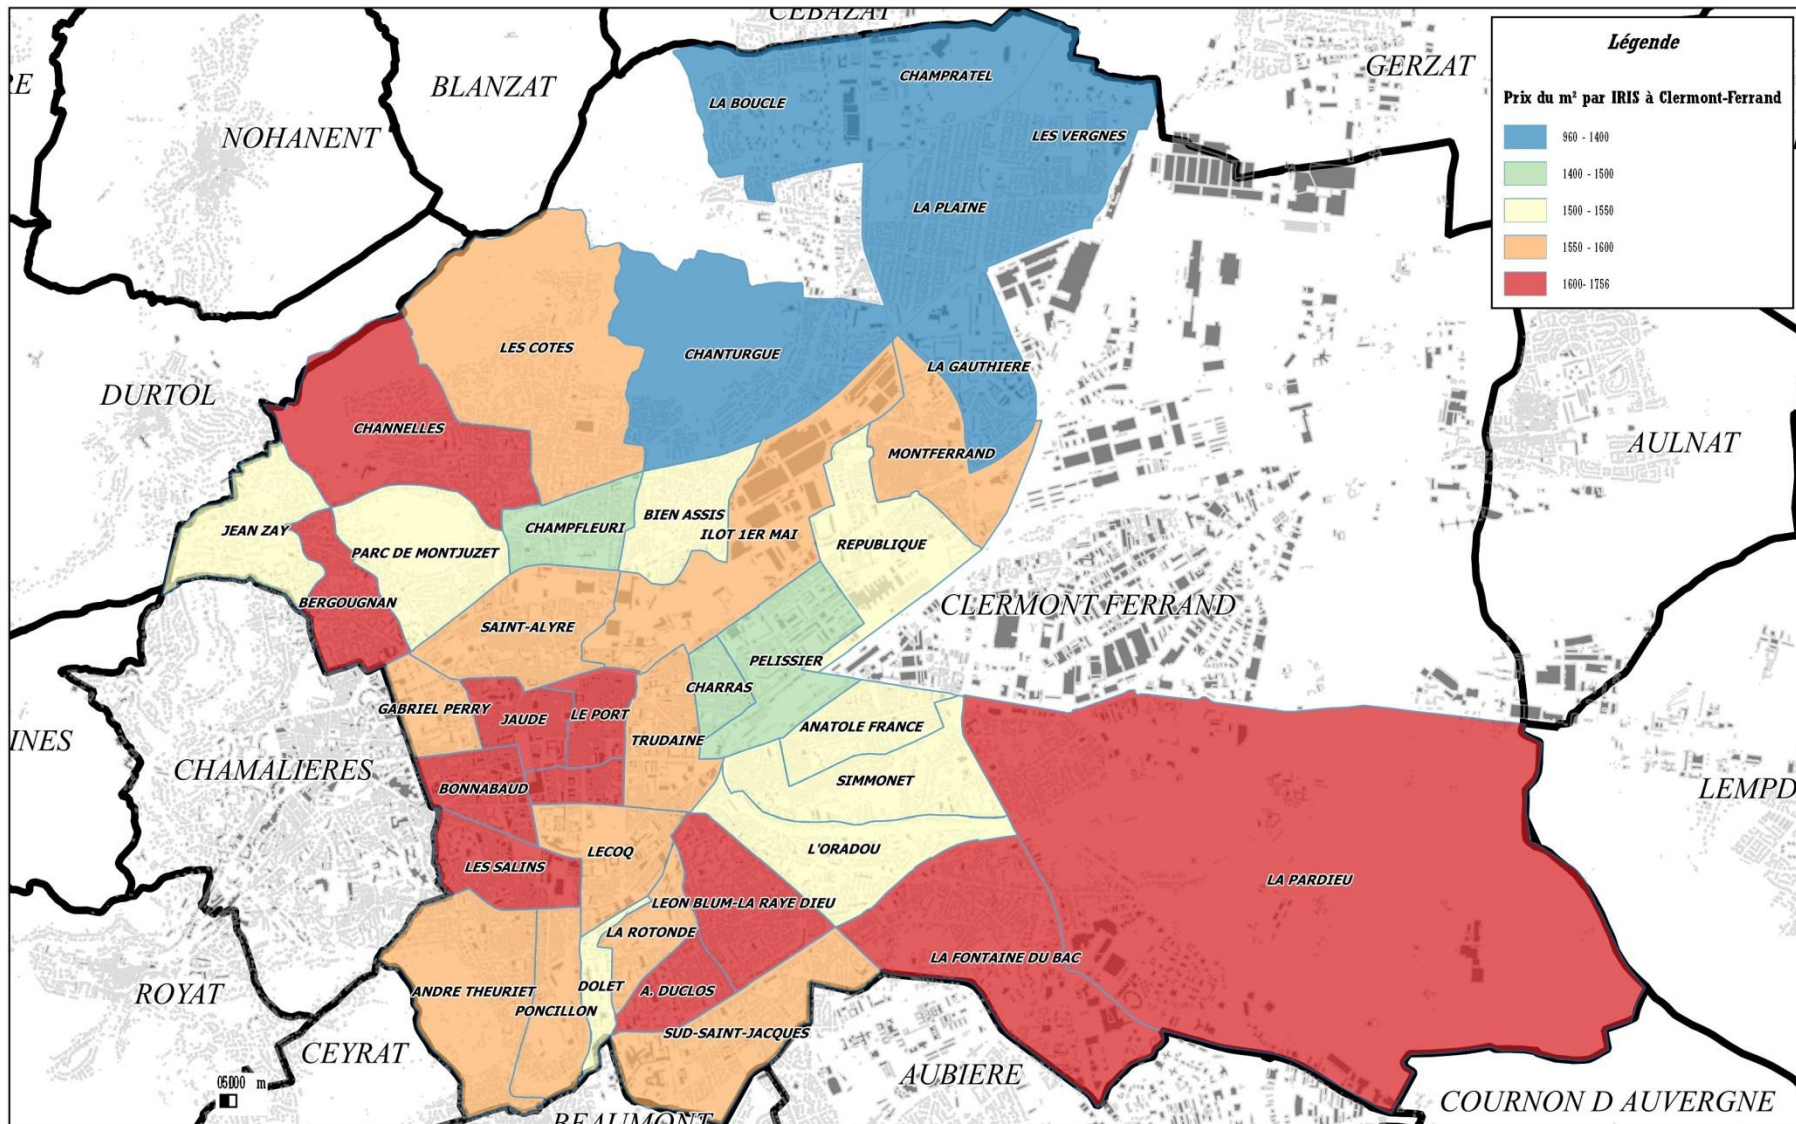 CEBAZAT
Légende
Prix du m² par IRIS à Clermont-Ferrand
960 - 1400
1400 - 1500
1500 - 1550
1550 - 1600
1600- 1756
GERZAT
BLANZAT
RE
NOHANENT
CHAMPRATEL
LA BOUCLE
LES VERGNES
LA PLAINE
LES COTES
CHANTURGUE
LA GAUTHIERE
DURTOL
CHANNELLES
AULNAT
MONTFERRAND
JEAN ZAY
CHAMPFLEURI
BIEN ASSIS
ILOT 1ER MAI
PARC DE MONTJUZET
REPUBLIQUE
BERGOUGNAN
CLERMONT FERRAND
SAINT-ALYRE
PELISSIER
CHARRAS
GABRIEL PERRY
JAUDE
LE PORT
ANATOLE FRANCE
TRUDAINE
INES
CHAMALIERES
SIMMONET
BONNABAUD
LEMPD
L'ORADOU
LECOQ
LES SALINS
LA PARDIEU
LEON BLUM-LA RAYE DIEU
LA ROTONDE
LA FONTAINE DU BAC
ROYAT
ANDRE THEURIET
DOLET
A. DUCLOS
PONCILLON
SUD-SAINT-JACQUES
CEYRAT
AUBIERE
m
COURNON D AUVERGNE
BEAUMONT